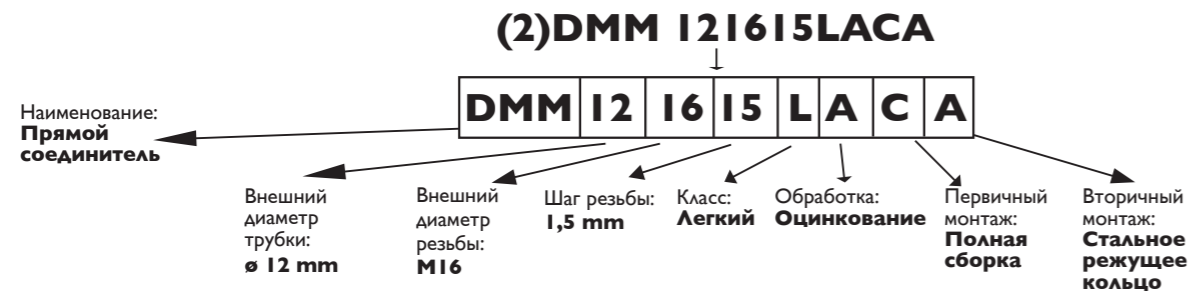 (2)DMM 121615LACA
DMM 12 16 15 L A C A
Наименование:
Прямой
соединитель
Внешний
диаметр
трубки:
ø 12 mm
Внешний
диаметр
резьбы:
M16
Шаг резьбы:
1,5 mm
Класс:
Легкий
Обработка:
Оцинкование
Первичный
монтаж:
Полная
сборка
Вторичный
монтаж:
Стальное
режущее
кольцо